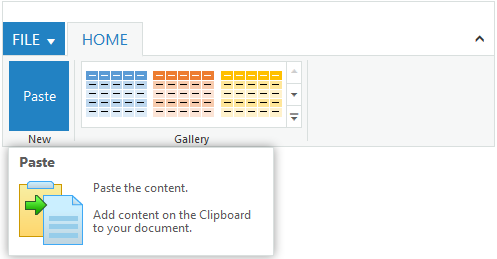 FILE HOME
Paste
New Gallery
Paste
Paste the content.
Add content on the Clipboard
to your document.